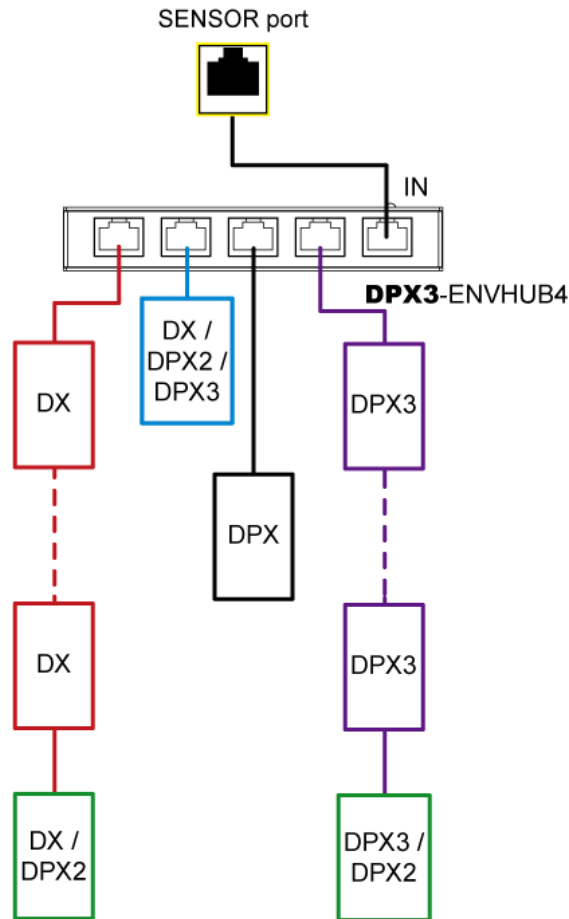 SENSOR port
IN
DPX3-ENVHUB4
DX /
DPX2 /
DPX3
DX
DPX3
DPX
DX
DPX3
DX /
DPX2
DPX3 /
DPX2